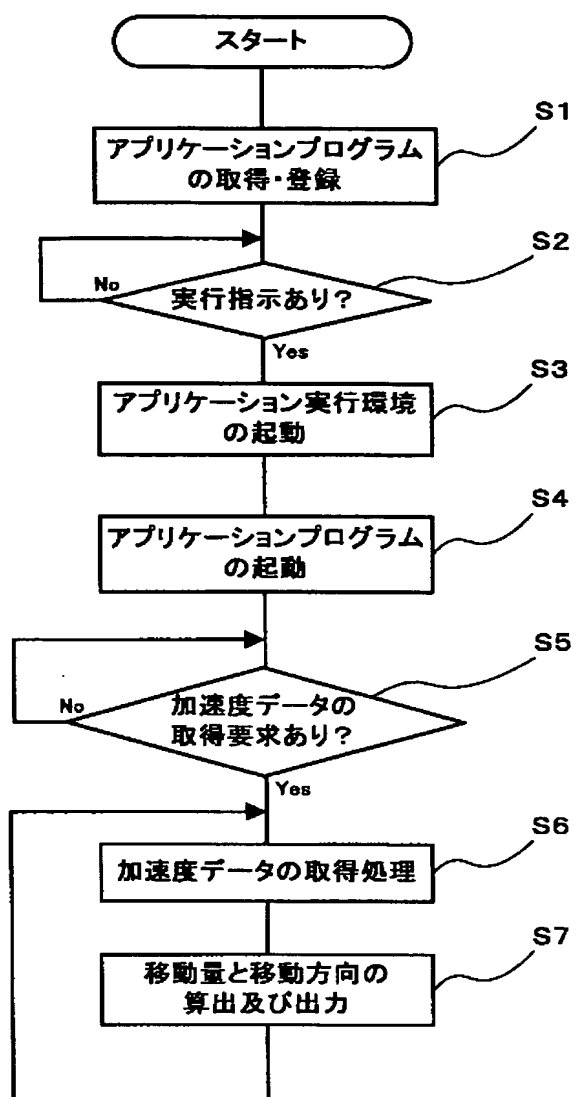 スタート
S1
アプリケーションプログラム
の取得・登録
S2
No
実行指示あり?
Yes
S3
アプリケーション実行環境
の起動
S4
アプリケーションプログラム
の起動
S5
No
加速度データの
取得要求あり?
Yes
S6
加速度データの取得処理
S7
移動量と移動方向の
算出及び出力